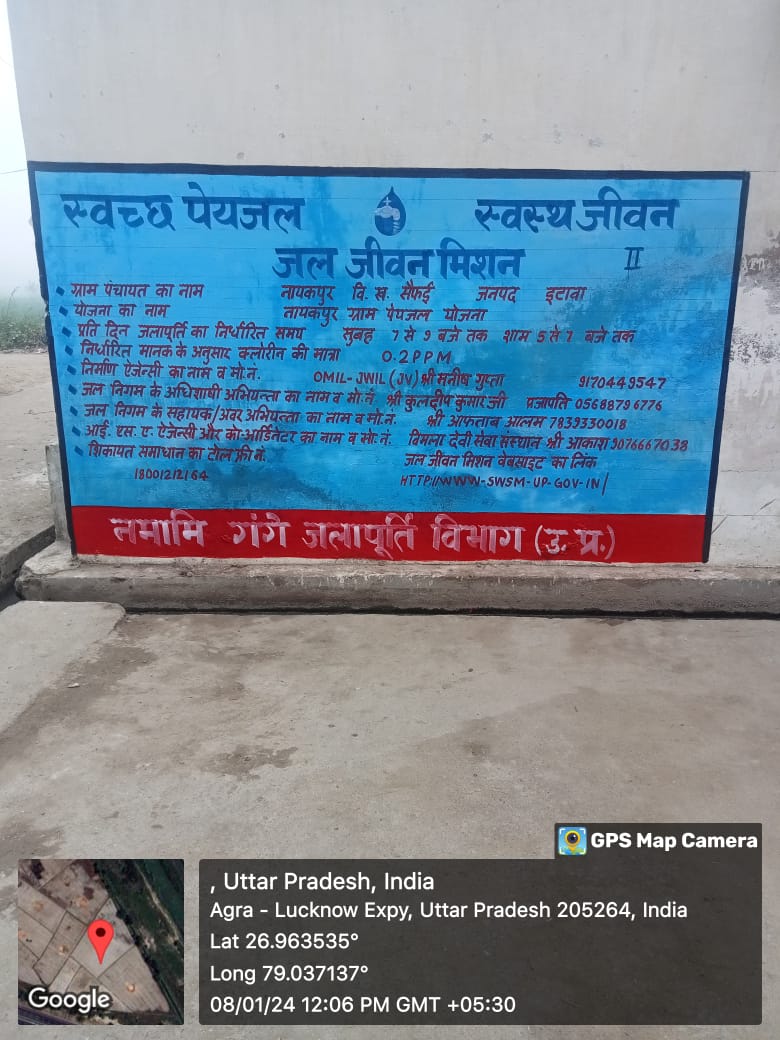 स्वच्छ पेयजल स्वस्थ जीवन
जल जीवन मिशन II
• ग्राम पंचायत का नाम नायकपुर वि. ख. सैफई जनपद इटावा
• योजना का नाम नायकपुर ग्राम पेयजल योजना
• प्रति दिन जलापूर्ति का निर्धारित समय सुबह 7 से 9 बजे तक शाम 5 से 7 बजे तक
• निर्धारित मानक के अनुसार क्लोरीन की मात्रा 0.2 PPM
• निर्माण ऐजेन्सी का नाम व मो.नं. OMIL-JWIL (JV) श्री मनीष गुप्ता 9170449547
• जल निगम के अधिशाषी अभियन्ता का नाम व मो.नं. श्री कुलदीप कुमार जी प्रजापति 05688796776
• जल निगम के सहायक/अवर अभियन्ता का नाम व मो.नं. श्री आफताब आलम 7839330018
• आई. एस. ए. ऐजेन्सी और को-आर्डिनेटर का नाम व मो. नं. विमला देवी सेवा संस्थान श्री आकाश 9076667038
• शिकायत समाधान का टोल फ्री नं. जल जीवन मिशन वेबसाइट का लिंक
18001212164 HTTP://WWW-SWSM-UP-GOV-IN/
नमामि गंगे जलापूर्ति विभाग (उ. प्र.)
GPS Map Camera
, Uttar Pradesh, India
Agra - Lucknow Expy, Uttar Pradesh 205264, India
Lat 26.963535°
Long 79.037137°
08/01/24 12:06 PM GMT +05:30
Google